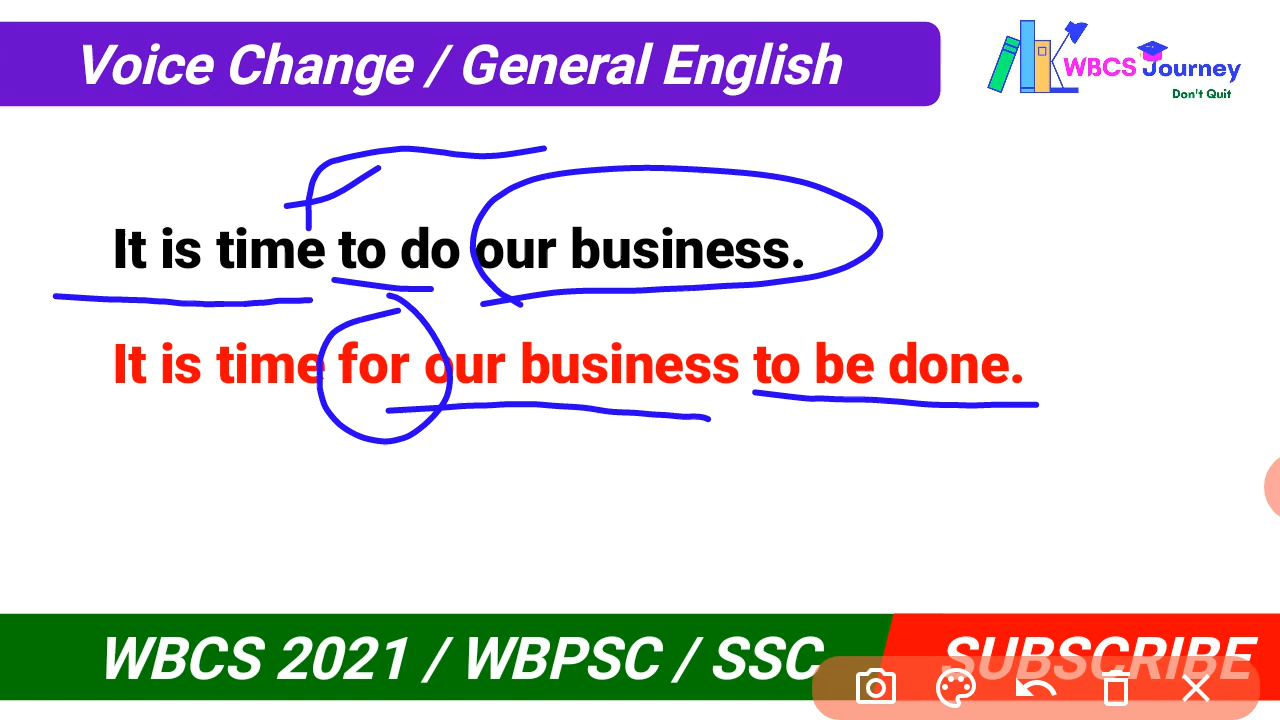 Voice Change / General English
WBCS Journey
Don't Quit
It is time to do our business.
It is time for our business to be done.
WBCS 2021 / WBPSC / SSC
SUBSCRIBE